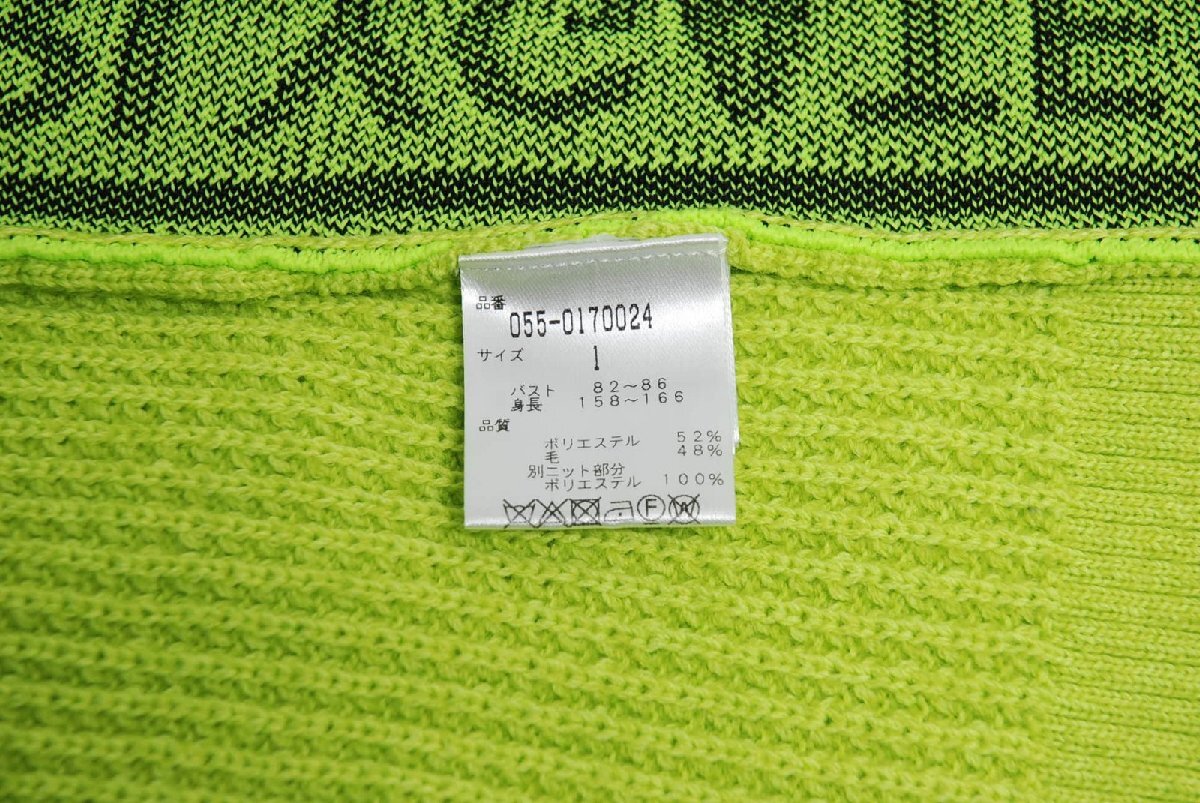 品番
055-0170024
サイズ 1
バスト 82~86
身長 158~166
品質
ポリエステル 52%
毛 48%
別ニット部分
ポリエステル 100%
F W